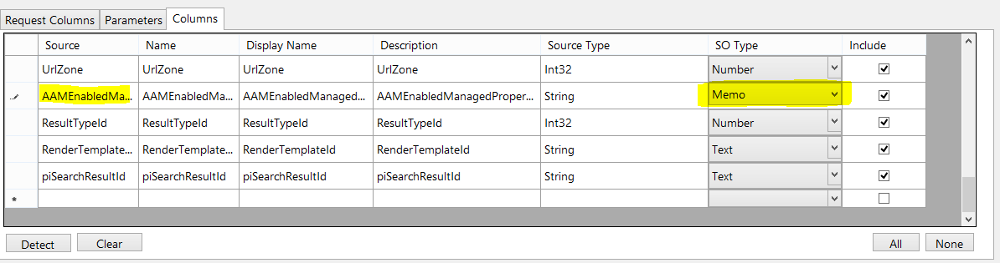 Request Columns Parameters Columns
Source Name Display Name Description Source Type SO Type Include
UrlZone UrlZone UrlZone UrlZone Int32 Number
AAMEnabledMa... AAMEnabledMa... AAMEnabledManaged... AAMEnabledManagedProper... String Memo
ResultTypeId ResultTypeId ResultTypeId ResultTypeId Int32 Number
RenderTemplate... RenderTemplate... RenderTemplateId RenderTemplateId String Text
piSearchResultId piSearchResultId piSearchResultId piSearchResultId String Text
*
Detect Clear All None